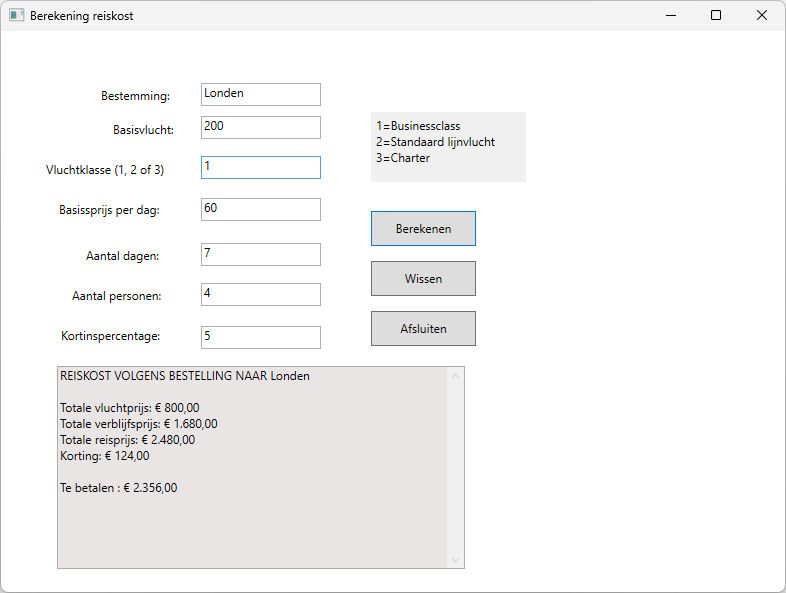 Berekening reiskost
Bestemming: Londen
Basisvlucht: 200
1=Businessclass
2=Standaard lijnvlucht
3=Charter
Vluchtklasse (1, 2 of 3) 1
Basissprijs per dag: 60
Berekenen
Aantal dagen: 7
Wissen
Aantal personen: 4
Afsluiten
Kortinspercentage: 5
REISKOST VOLGENS BESTELLING NAAR Londen
Totale vluchtprijs: € 800,00
Totale verblijfsprijs: € 1.680,00
Totale reisprijs: € 2.480,00
Korting: € 124,00
Te betalen : € 2.356,00